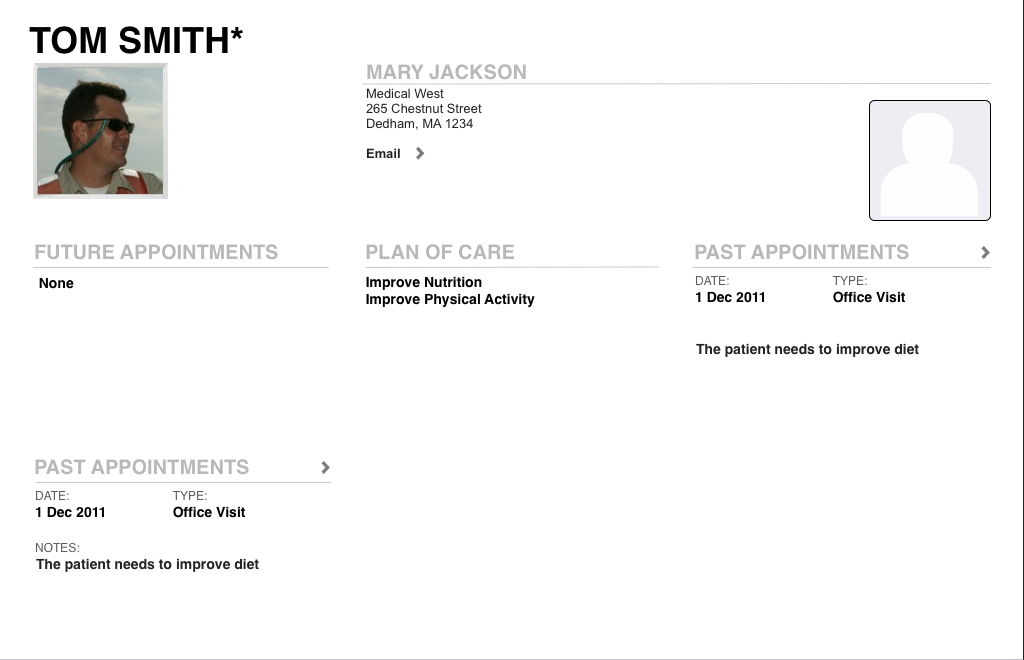 TOM SMITH*
MARY JACKSON
Medical West
265 Chestnut Street
Dedham, MA 1234
Email
FUTURE APPOINTMENTS
None
PLAN OF CARE
Improve Nutrition
Improve Physical Activity
PAST APPOINTMENTS
DATE: TYPE:
1 Dec 2011 Office Visit
The patient needs to improve diet
PAST APPOINTMENTS
DATE: TYPE:
1 Dec 2011 Office Visit
NOTES:
The patient needs to improve diet